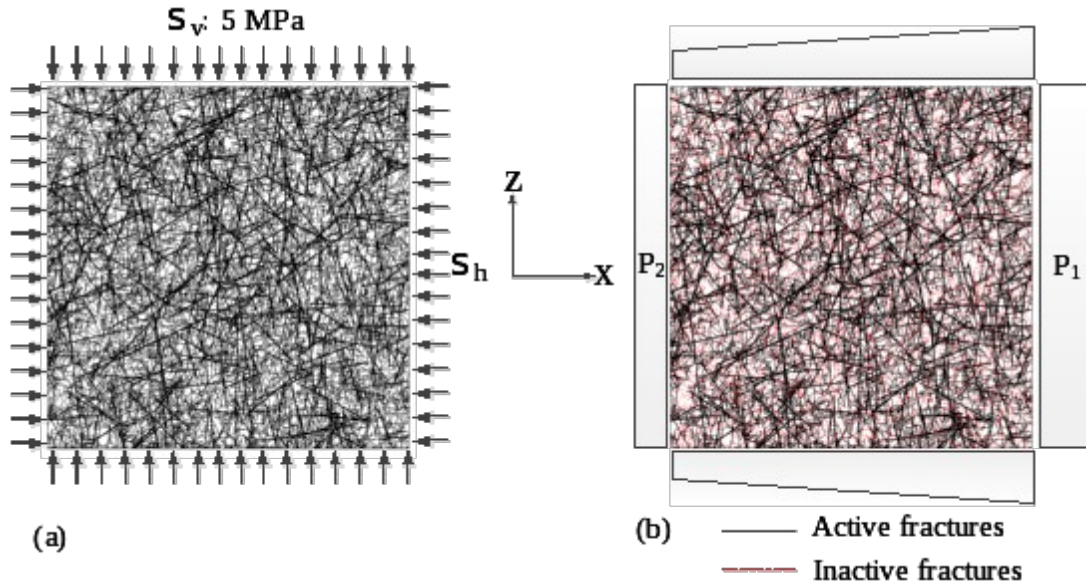 Sv: 5 MPa
Sh
Z
X
P2
P1
(a)
(b)
Active fractures
Inactive fractures